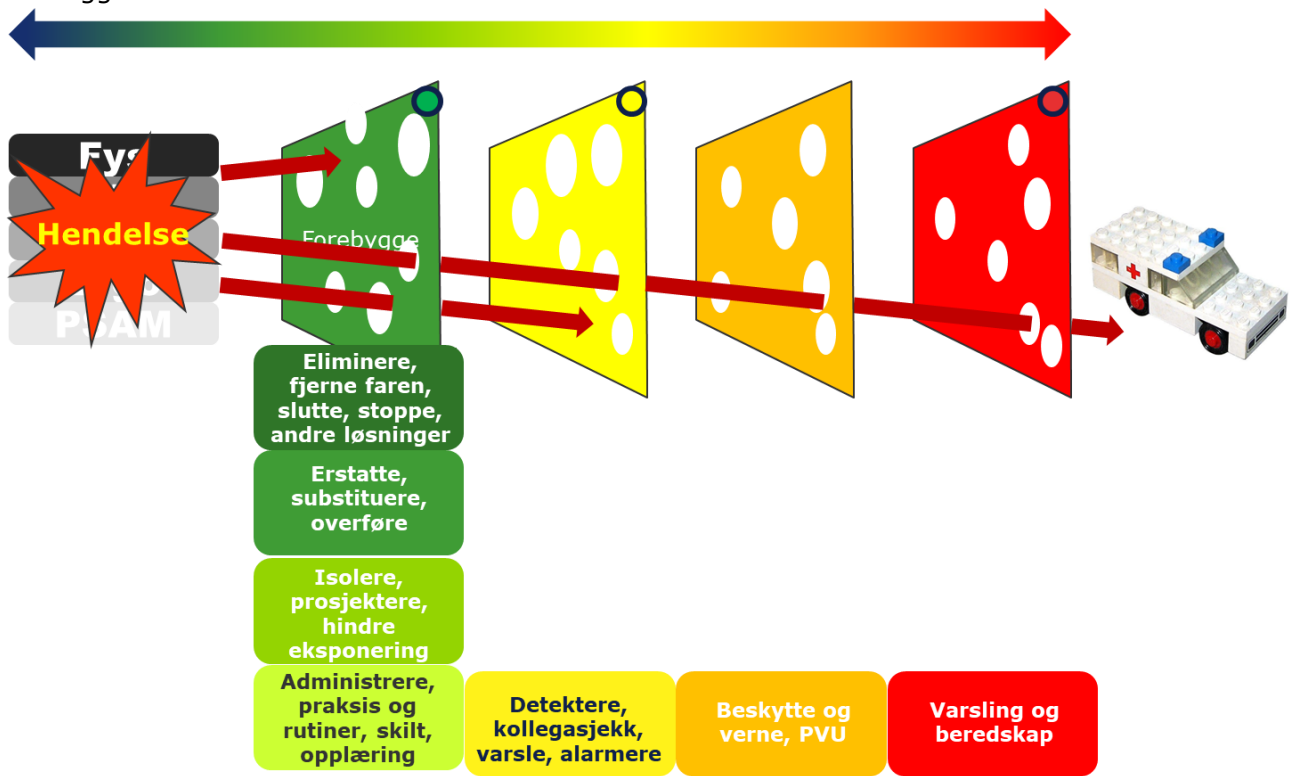 Hendelse
PSAM
Forebygge
Eliminere,
fjerne faren,
slutte, stoppe,
andre løsninger
Erstatte,
substituere,
overføre
Isolere,
prosjektere,
hindre
eksponering
Administrere,
praksis og
rutiner, skilt,
opplæring
Detektere,
kollegasjekk,
varsle, alarmere
Beskytte og
verne, PVU
Varsling og
beredskap